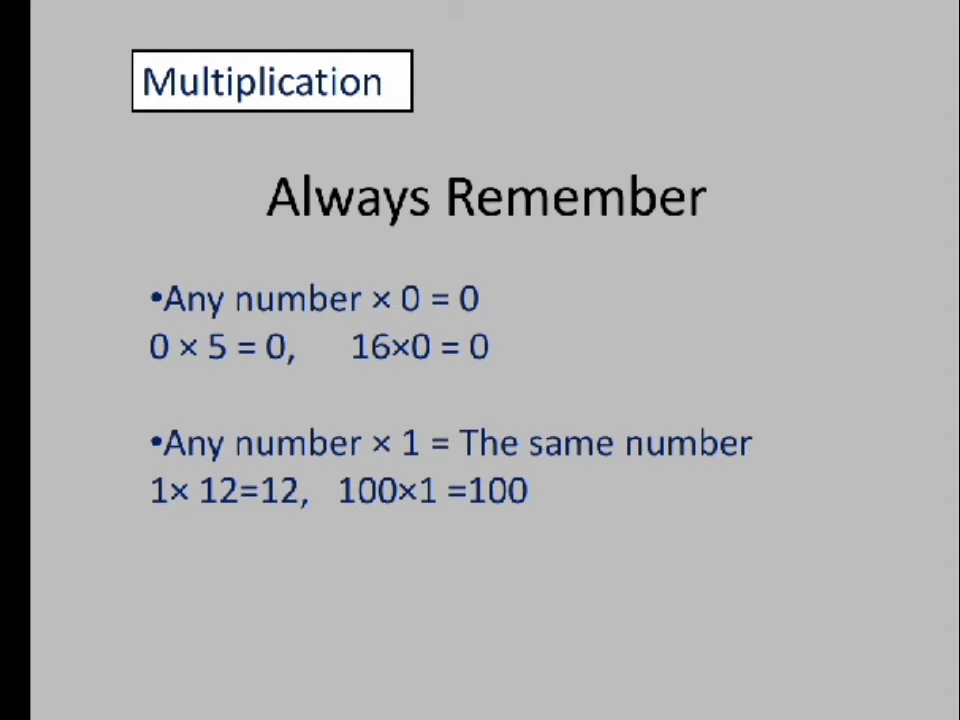 Multiplication
Always Remember
•Any number × 0 = 0
0 × 5 = 0, 16×0 = 0
•Any number × 1 = The same number
1× 12=12, 100×1 =100